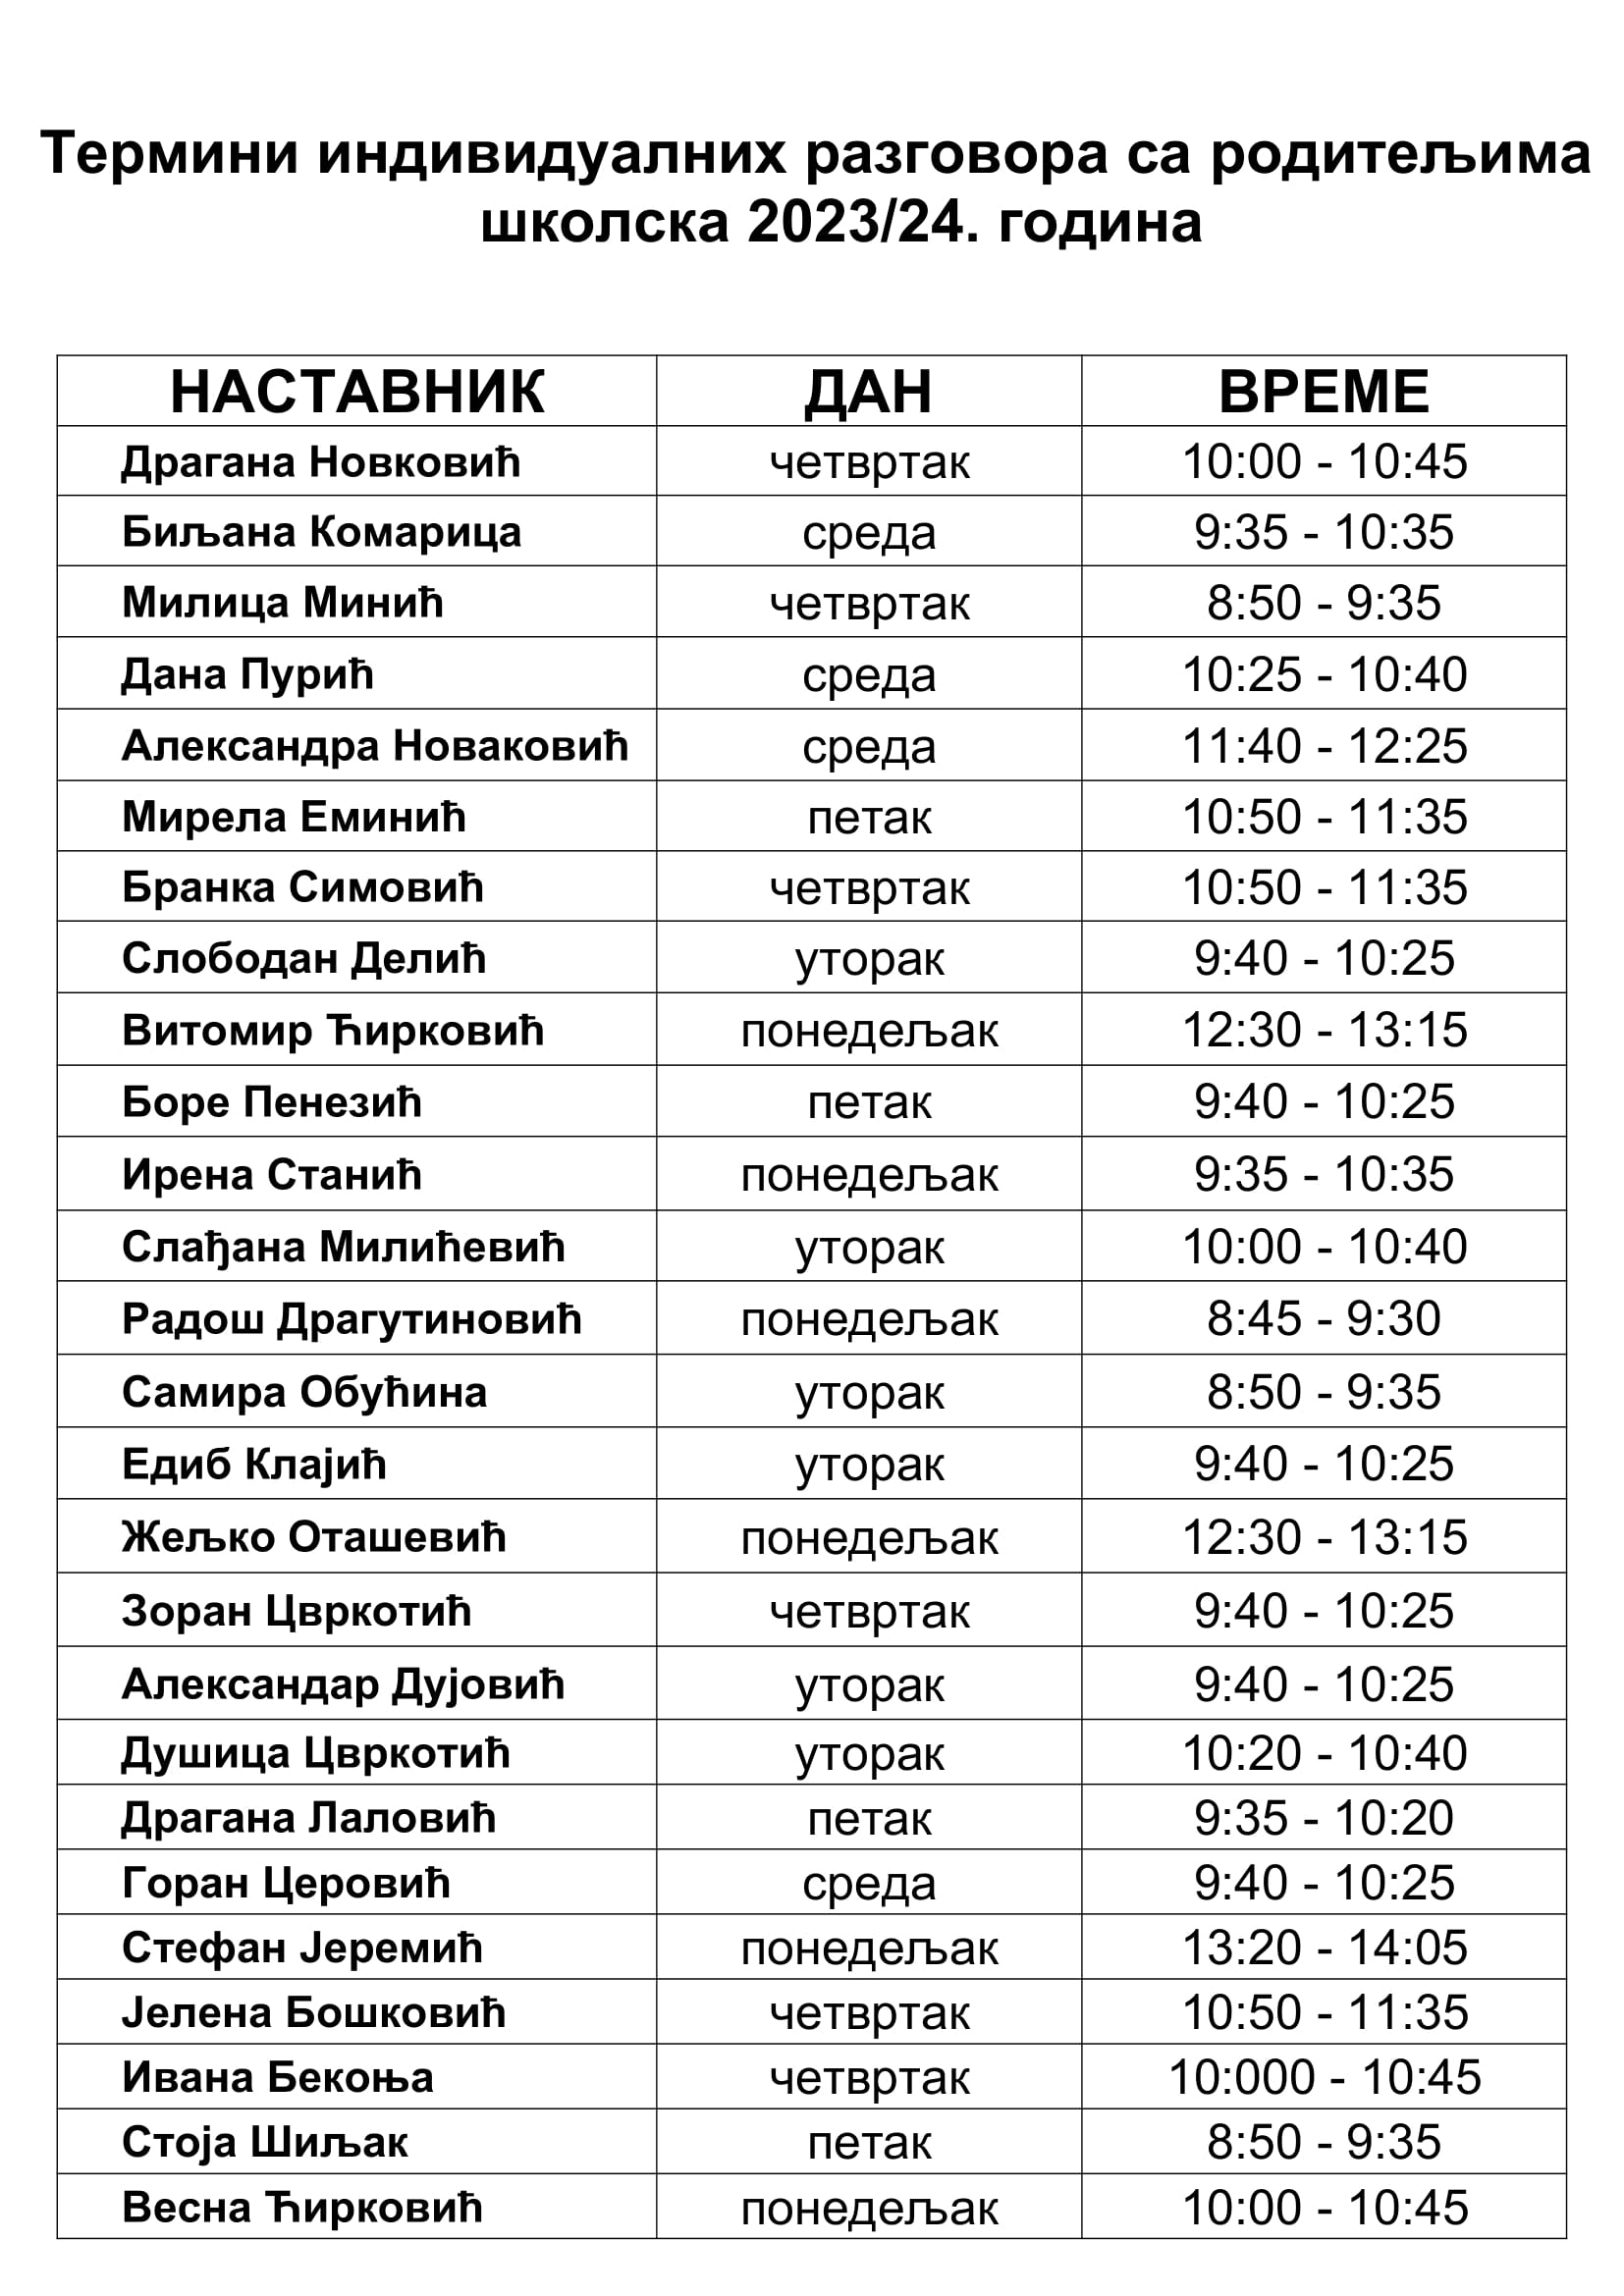 Термини индивидуалних разговора са родитељима
школска 2023/24. година
НАСТАВНИК ДАН ВРЕМЕ
Драгана Новковић четвртак 10:00 - 10:45
Биљана Комарица среда 9:35 - 10:35
Милица Минић четвртак 8:50 - 9:35
Дана Пурић среда 10:25 - 10:40
Александра Новаковић среда 11:40 - 12:25
Мирела Еминић петак 10:50 - 11:35
Бранка Симовић четвртак 10:50 - 11:35
Слободан Делић уторак 9:40 - 10:25
Витомир Ћирковић понедељак 12:30 - 13:15
Боре Пенезић петак 9:40 - 10:25
Ирена Станић понедељак 9:35 - 10:35
Слађана Милићевић уторак 10:00 - 10:40
Радош Драгутиновић понедељак 8:45 - 9:30
Самира Обућина уторак 8:50 - 9:35
Едиб Клајић уторак 9:40 - 10:25
Жељко Оташевић понедељак 12:30 - 13:15
Зоран Цвркотић четвртак 9:40 - 10:25
Александар Дујовић уторак 9:40 - 10:25
Душица Цвркотић уторак 10:20 - 10:40
Драгана Лаловић петак 9:35 - 10:20
Горан Церовић среда 9:40 - 10:25
Стефан Јеремић понедељак 13:20 - 14:05
Јелена Бошковић четвртак 10:50 - 11:35
Ивана Бекоња четвртак 10:000 - 10:45
Стоја Шиљак петак 8:50 - 9:35
Весна Ћирковић понедељак 10:00 - 10:45